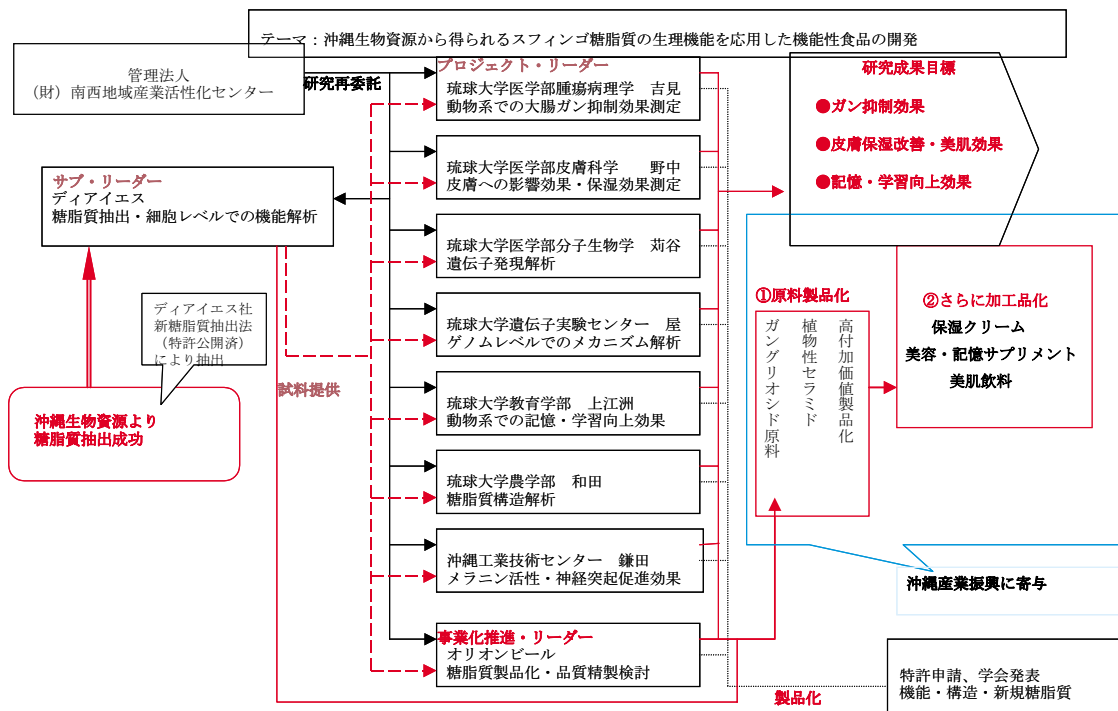 テーマ：沖縄生物資源から得られるスフィンゴ糖脂質の生理機能を応用した機能性食品の開発
管理法人
（財）南西地域産業活性化センター
研究再委託
プロジェクト・リーダー
琉球大学医学部腫瘍病理学　吉見
動物系での大腸ガン抑制効果測定
琉球大学医学部皮膚科学　野中
皮膚への影響効果・保湿効果測定
琉球大学医学部分子生物学　苅谷
遺伝子発現解析
琉球大学遺伝子実験センター　屋
ゲノムレベルでのメカニズム解析
琉球大学教育学部　上江洲
動物系での記憶・学習向上効果
琉球大学農学部　和田
糖脂質構造解析
沖縄工業技術センター　鎌田
メラニン活性・神経突起促進効果
事業化推進・リーダー
オリオンビール
糖脂質製品化・品質精製検討
サブ・リーダー
ディアイエス
糖脂質抽出・細胞レベルでの機能解析
ディアイエス社
新糖脂質抽出法
（特許公開済）
により抽出
沖縄生物資源より
糖脂質抽出成功
試料提供
研究成果目標
●ガン抑制効果
●皮膚保湿改善・美肌効果
●記憶・学習向上効果
①原料製品化
高付加価値製品化
植物性セラミド
ガングリオシド原料
②さらに加工品化
保湿クリーム
美容・記憶サプリメント
美肌飲料
沖縄産業振興に寄与
製品化
特許申請、学会発表
機能・構造・新規糖脂質